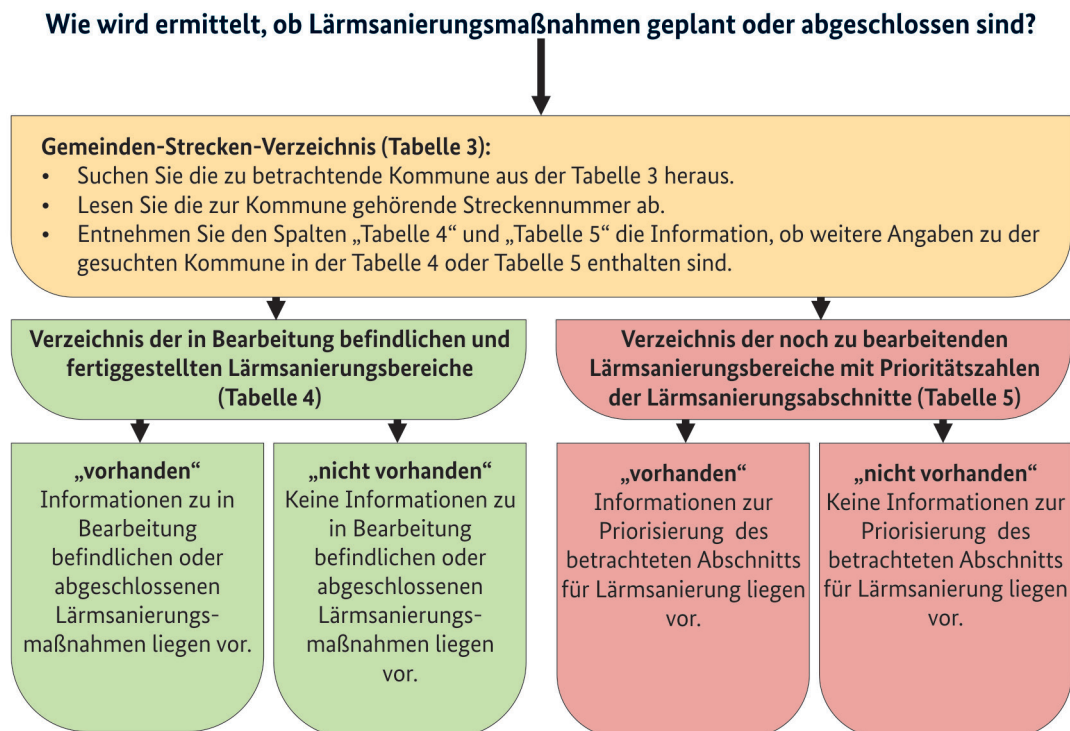 Wie wird ermittelt, ob Lärmsanierungsmaßnahmen geplant oder abgeschlossen sind?
Gemeinden-Strecken-Verzeichnis (Tabelle 3):
• Suchen Sie die zu betrachtende Kommune aus der Tabelle 3 heraus.
• Lesen Sie die zur Kommune gehörende Streckennummer ab.
• Entnehmen Sie den Spalten „Tabelle 4“ und „Tabelle 5“ die Information, ob weitere Angaben zu der
gesuchten Kommune in der Tabelle 4 oder Tabelle 5 enthalten sind.
Verzeichnis der in Bearbeitung befindlichen und
fertiggestellten Lärmsanierungsbereiche
(Tabelle 4)
Verzeichnis der noch zu bearbeitenden
Lärmsanierungsbereiche mit Prioritätszahlen
der Lärmsanierungsabschnitte (Tabelle 5)
„vorhanden“
Informationen zu in
Bearbeitung
befindlichen oder
abgeschlossenen
Lärmsanierungs-
maßnahmen liegen vor.
„nicht vorhanden“
Keine Informationen zu
in Bearbeitung
befindlichen oder
abgeschlossenen
Lärmsanierungs-
maßnahmen liegen
vor.
„vorhanden“
Informationen zur
Priorisierung des
betrachteten Abschnitts
für Lärmsanierung liegen
vor.
„nicht vorhanden“
Keine Informationen zur
Priorisierung des
betrachteten Abschnitts
für Lärmsanierung liegen
vor.